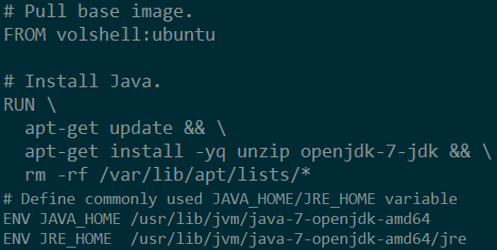 # Pull base image.
FROM volshell:ubuntu
# Install Java.
RUN \
apt-get update && \
apt-get install -yq unzip openjdk-7-jdk && \
rm -rf /var/lib/apt/lists/*
# Define commonly used JAVA_HOME/JRE_HOME variable
ENV JAVA_HOME /usr/lib/jvm/java-7-openjdk-amd64
ENV JRE_HOME  /usr/lib/jvm/java-7-openjdk-amd64/jre